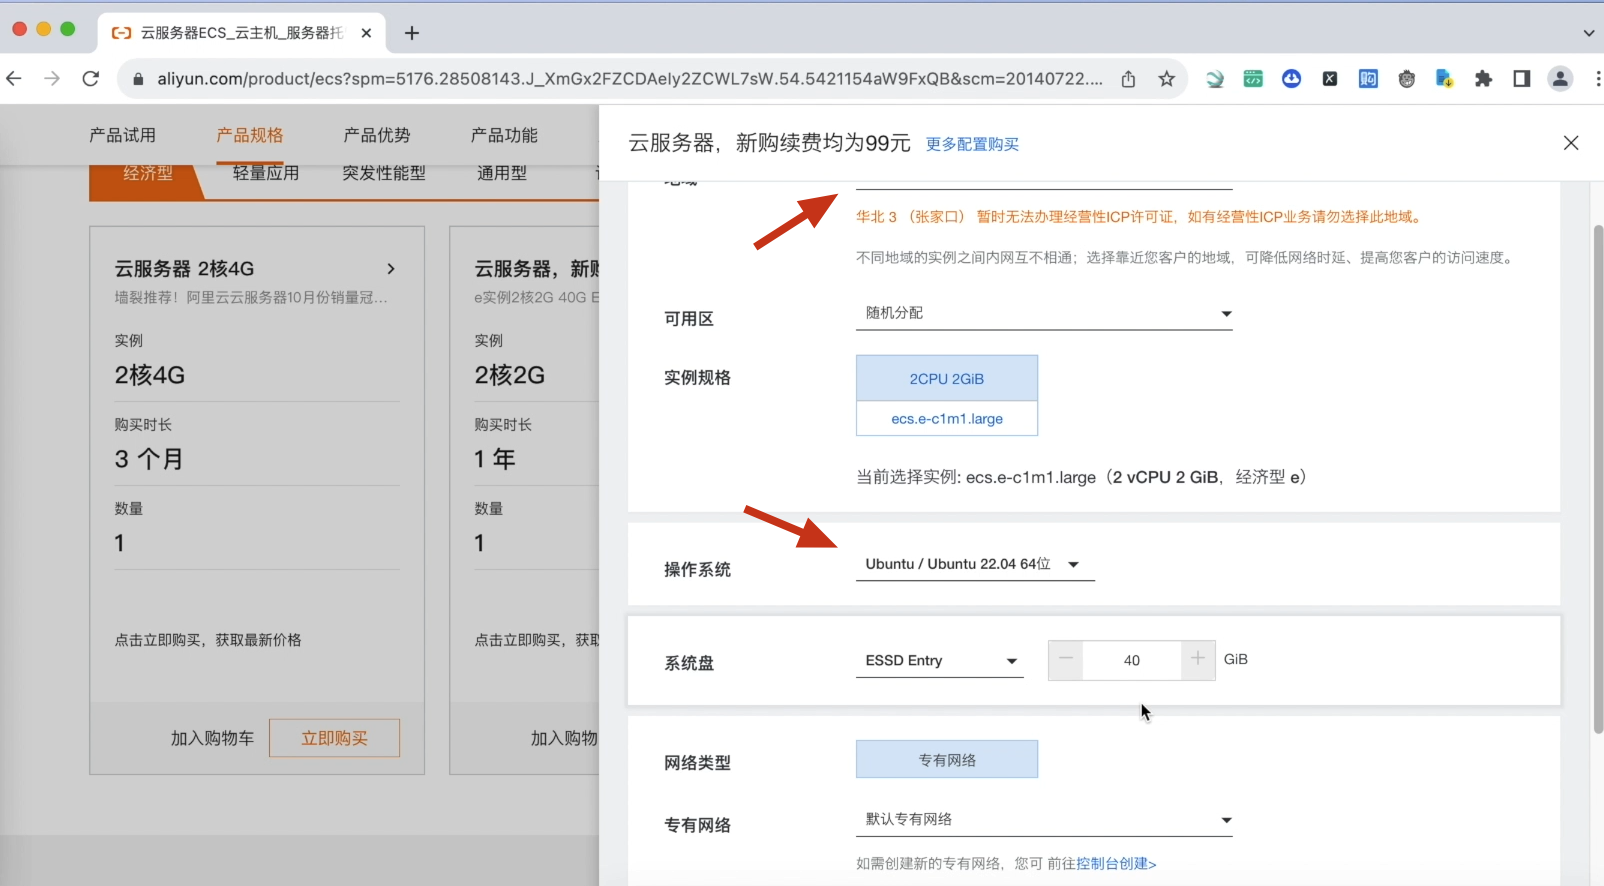 云服务器ECS_云主机_服务器托
aliyun.com/product/ecs?spm=5176.28508143.J_XmGx2FZCDAeIy2ZCWL7sW.54.5421154aW9FxQB&scm=20140722....
产品试用
产品规格
产品优势
产品功能
经济型
轻量应用
突发性能型
通用型
云服务器 2核4G
墙裂推荐！阿里云云服务器10月份销量冠...
实例
2核4G
购买时长
3 个月
数量
1
点击立即购买，获取最新价格
加入购物车
立即购买
云服务器，新购
e实例2核2G 40G E
实例
2核2G
购买时长
1 年
数量
1
点击立即购买，获取
加入购物
云服务器，新购续费均为99元 更多配置购买
地域
华北 3 （张家口） 暂时无法办理经营性ICP许可证，如有经营性ICP业务请勿选择此地域。
不同地域的实例之间内网互不相通；选择靠近您客户的地域，可降低网络时延、提高您客户的访问速度。
可用区
随机分配
实例规格
2CPU 2GiB
ecs.e-c1m1.large
当前选择实例: ecs.e-c1m1.large（2 vCPU 2 GiB，经济型 e）
操作系统
Ubuntu / Ubuntu 22.04 64位
系统盘
ESSD Entry
40
GiB
网络类型
专有网络
专有网络
默认专有网络
如需创建新的专有网络，您可 前往控制台创建>